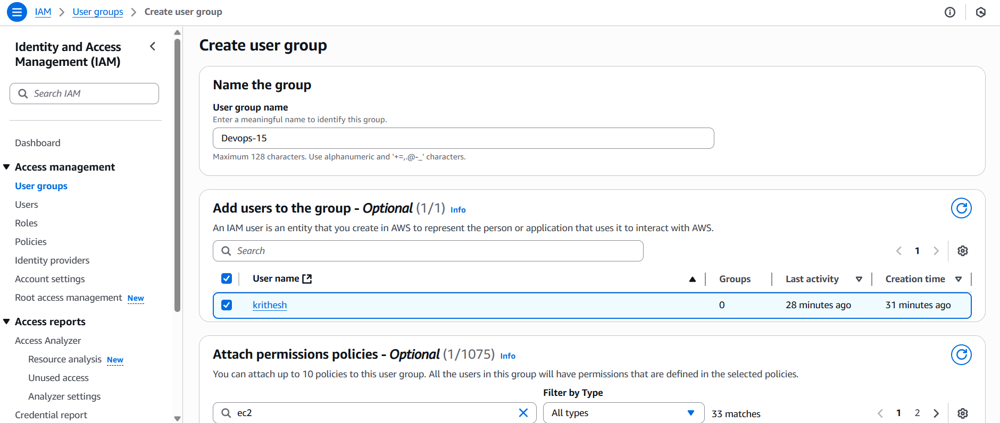 IAM > User groups > Create user group
Identity and Access
Management (IAM)
Search IAM
Dashboard
Access management
User groups
Users
Roles
Policies
Identity providers
Account settings
Root access management New
Access reports
Access Analyzer
Resource analysis New
Unused access
Analyzer settings
Credential report
Create user group
Name the group
User group name
Enter a meaningful name to identify this group.
Devops-15
Maximum 128 characters. Use alphanumeric and '+=,.@-_' characters.
Add users to the group - Optional (1/1) Info
An IAM user is an entity that you create in AWS to represent the person or application that uses it to interact with AWS.
Search
1
User name Groups Last activity Creation time
krithesh 0 28 minutes ago 31 minutes ago
Attach permissions policies - Optional (1/1075) Info
You can attach up to 10 policies to this user group. All the users in this group will have permissions that are defined in the selected policies.
Filter by Type
ec2 All types 33 matches 1 2